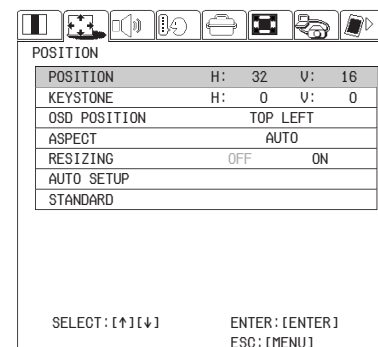 POSITION
POSITION H: 32 V: 16
KEYSTONE H: 0 V: 0
OSD POSITION TOP LEFT
ASPECT AUTO
RESIZING OFF ON
AUTO SETUP
STANDARD
SELECT:[↑][↓] ENTER:[ENTER]
ESC:[MENU]